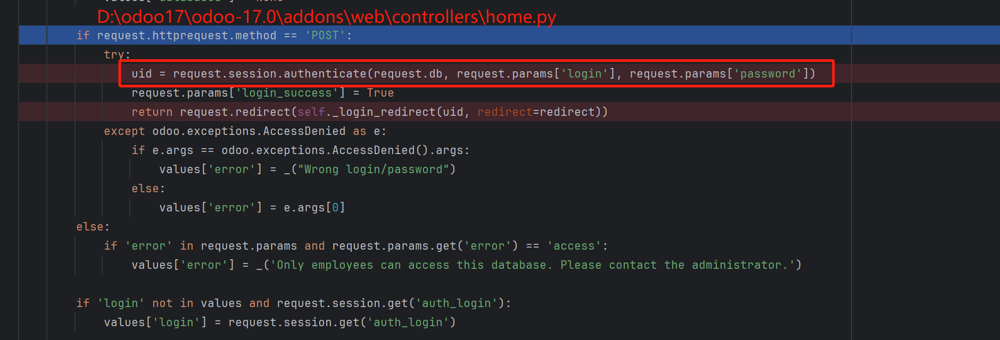 values['databases'] = None
D:\odoo17\odoo-17.0\addons\web\controllers\home.py
if request.httprequest.method == 'POST':
try:
uid = request.session.authenticate(request.db, request.params['login'], request.params['password'])
request.params['login_success'] = True
return request.redirect(self._login_redirect(uid, redirect=redirect))
except odoo.exceptions.AccessDenied as e:
if e.args == odoo.exceptions.AccessDenied().args:
values['error'] = _("Wrong login/password")
else:
values['error'] = e.args[0]
else:
if 'error' in request.params and request.params.get('error') == 'access':
values['error'] = _('Only employees can access this database. Please contact the administrator.')
if 'login' not in values and request.session.get('auth_login'):
values['login'] = request.session.get('auth_login')